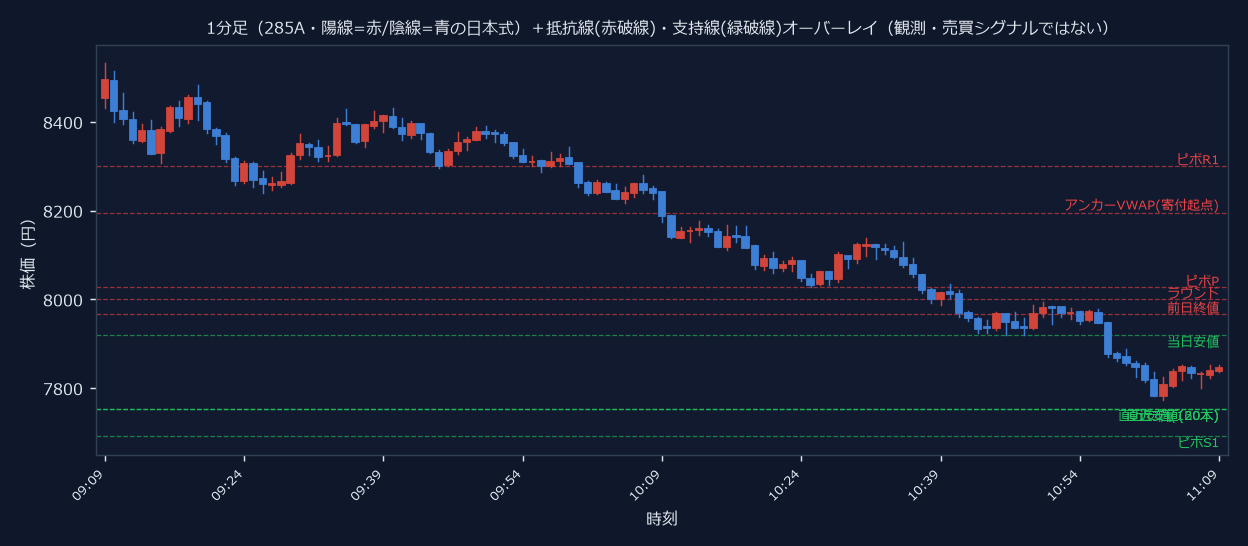 1分足（285A・陽線=赤/陰線=青の日本式）＋抵抗線(赤破線)・支持線(緑破線)オーバーレイ（観測・売買シグナルではない）
株価 (円)
8400
8200
8000
7800
ピボR1
アンカーVWAP(寄付起点)
ピボP
ラウンド
前日終値
当日安値
(20本)
ピボS1
09:09
09:24
09:39
09:54
10:09
10:24
10:39
10:54
11:09
時刻